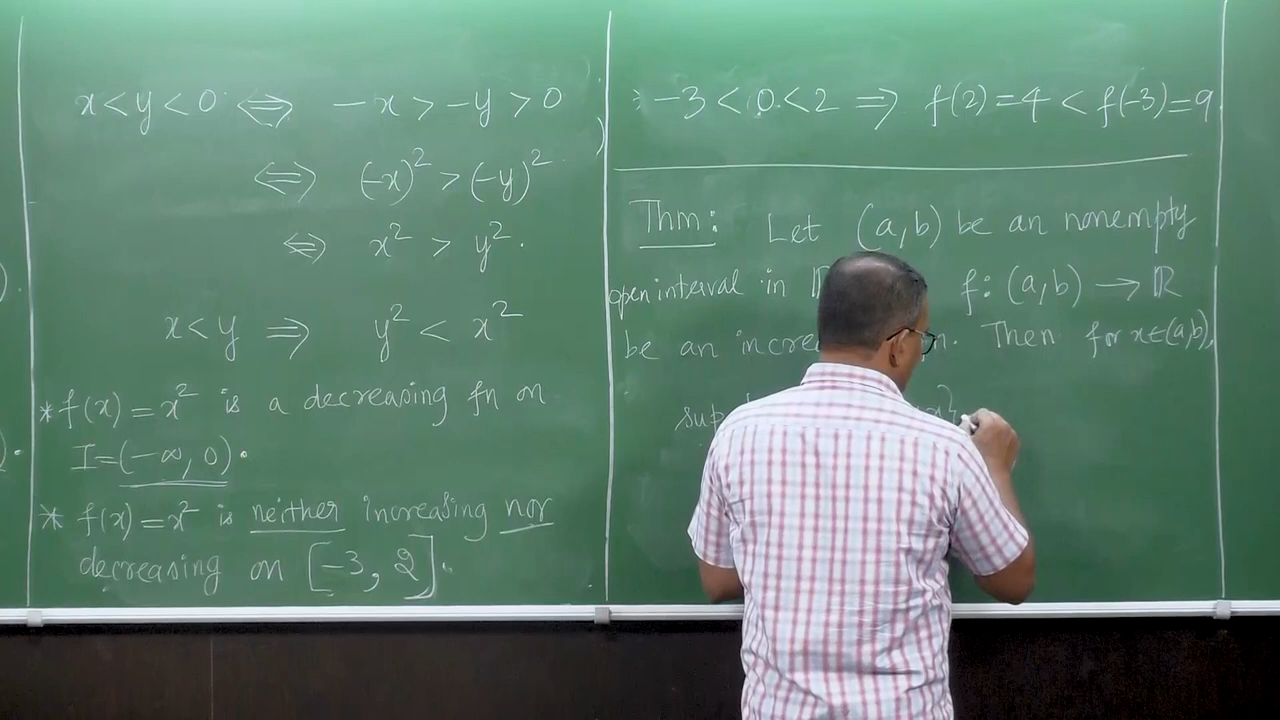 x < y < 0 ⟺ -x > -y > 0
⟺ (-x)² > (-y)²
⟺ x² > y².
x < y ⟹ y² < x²
* f(x) = x² is a decreasing fn on
I = (-∞, 0).
* f(x) = x² is neither increasing nor
decreasing on [-3, 2].
-3 < 0 < 2 ⟹ f(2) = 4 < f(-3) = 9.
Thm: Let (a,b) be an nonempty
open interval in f: (a,b) → ℝ
be an Then for x ∈ (a,b),
sup x}